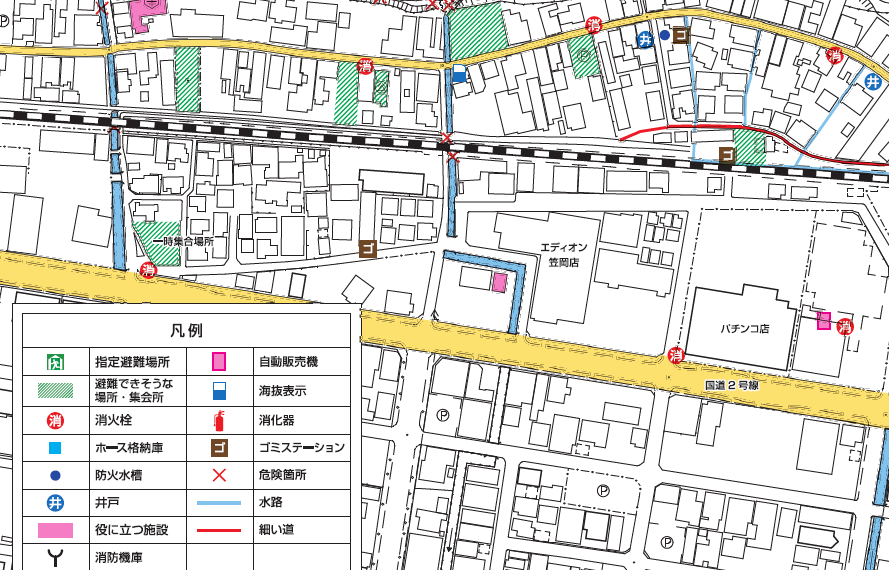 P
消
消
井
ゴ
消
P
井
ゴ
一時集合場所
ゴ
エディオン
笠岡店
消
パチンコ店
消
消
国道２号線
凡例
指定避難場所
自動販売機
避難できそうな
場所・集会所
海抜表示
消
消火栓
消化器
ホース格納庫
ゴ
ゴミステーション
防火水槽
危険箇所
井
井戸
水路
役に立つ施設
細い道
消防機庫
P
P
P